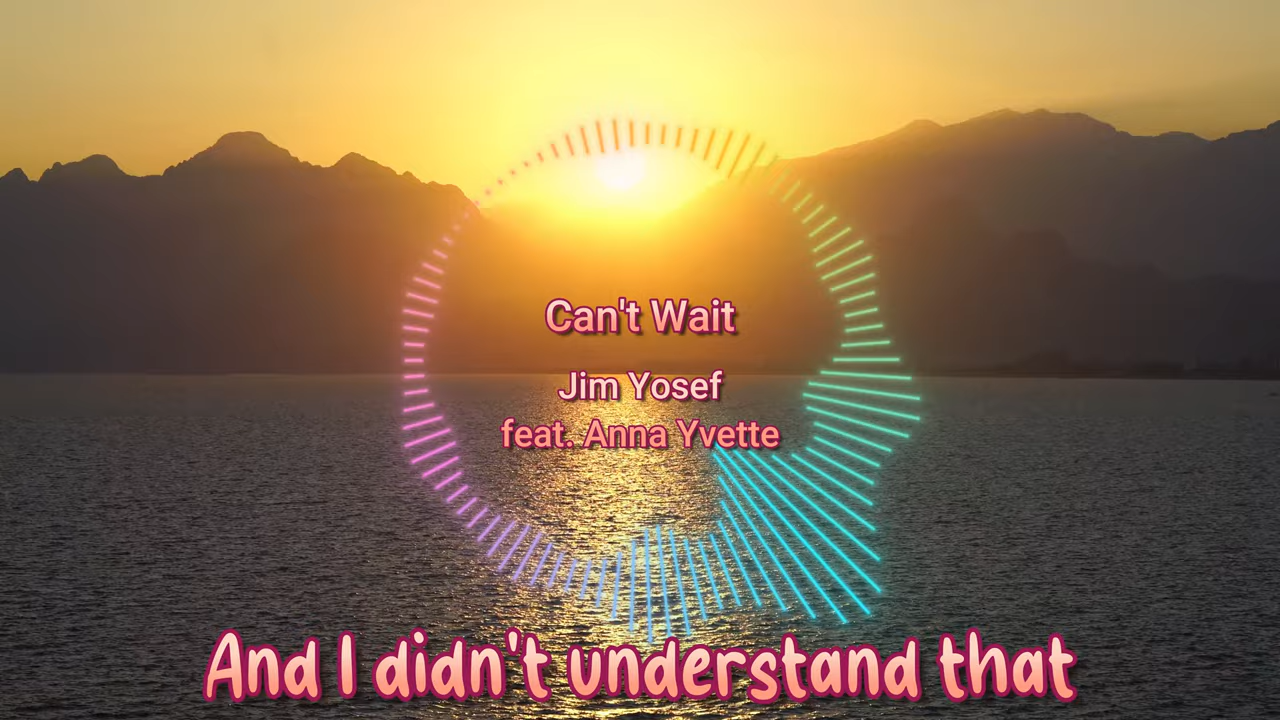 Can't Wait
Jim Yosef
feat. Anna Yvette
And I didn't understand that